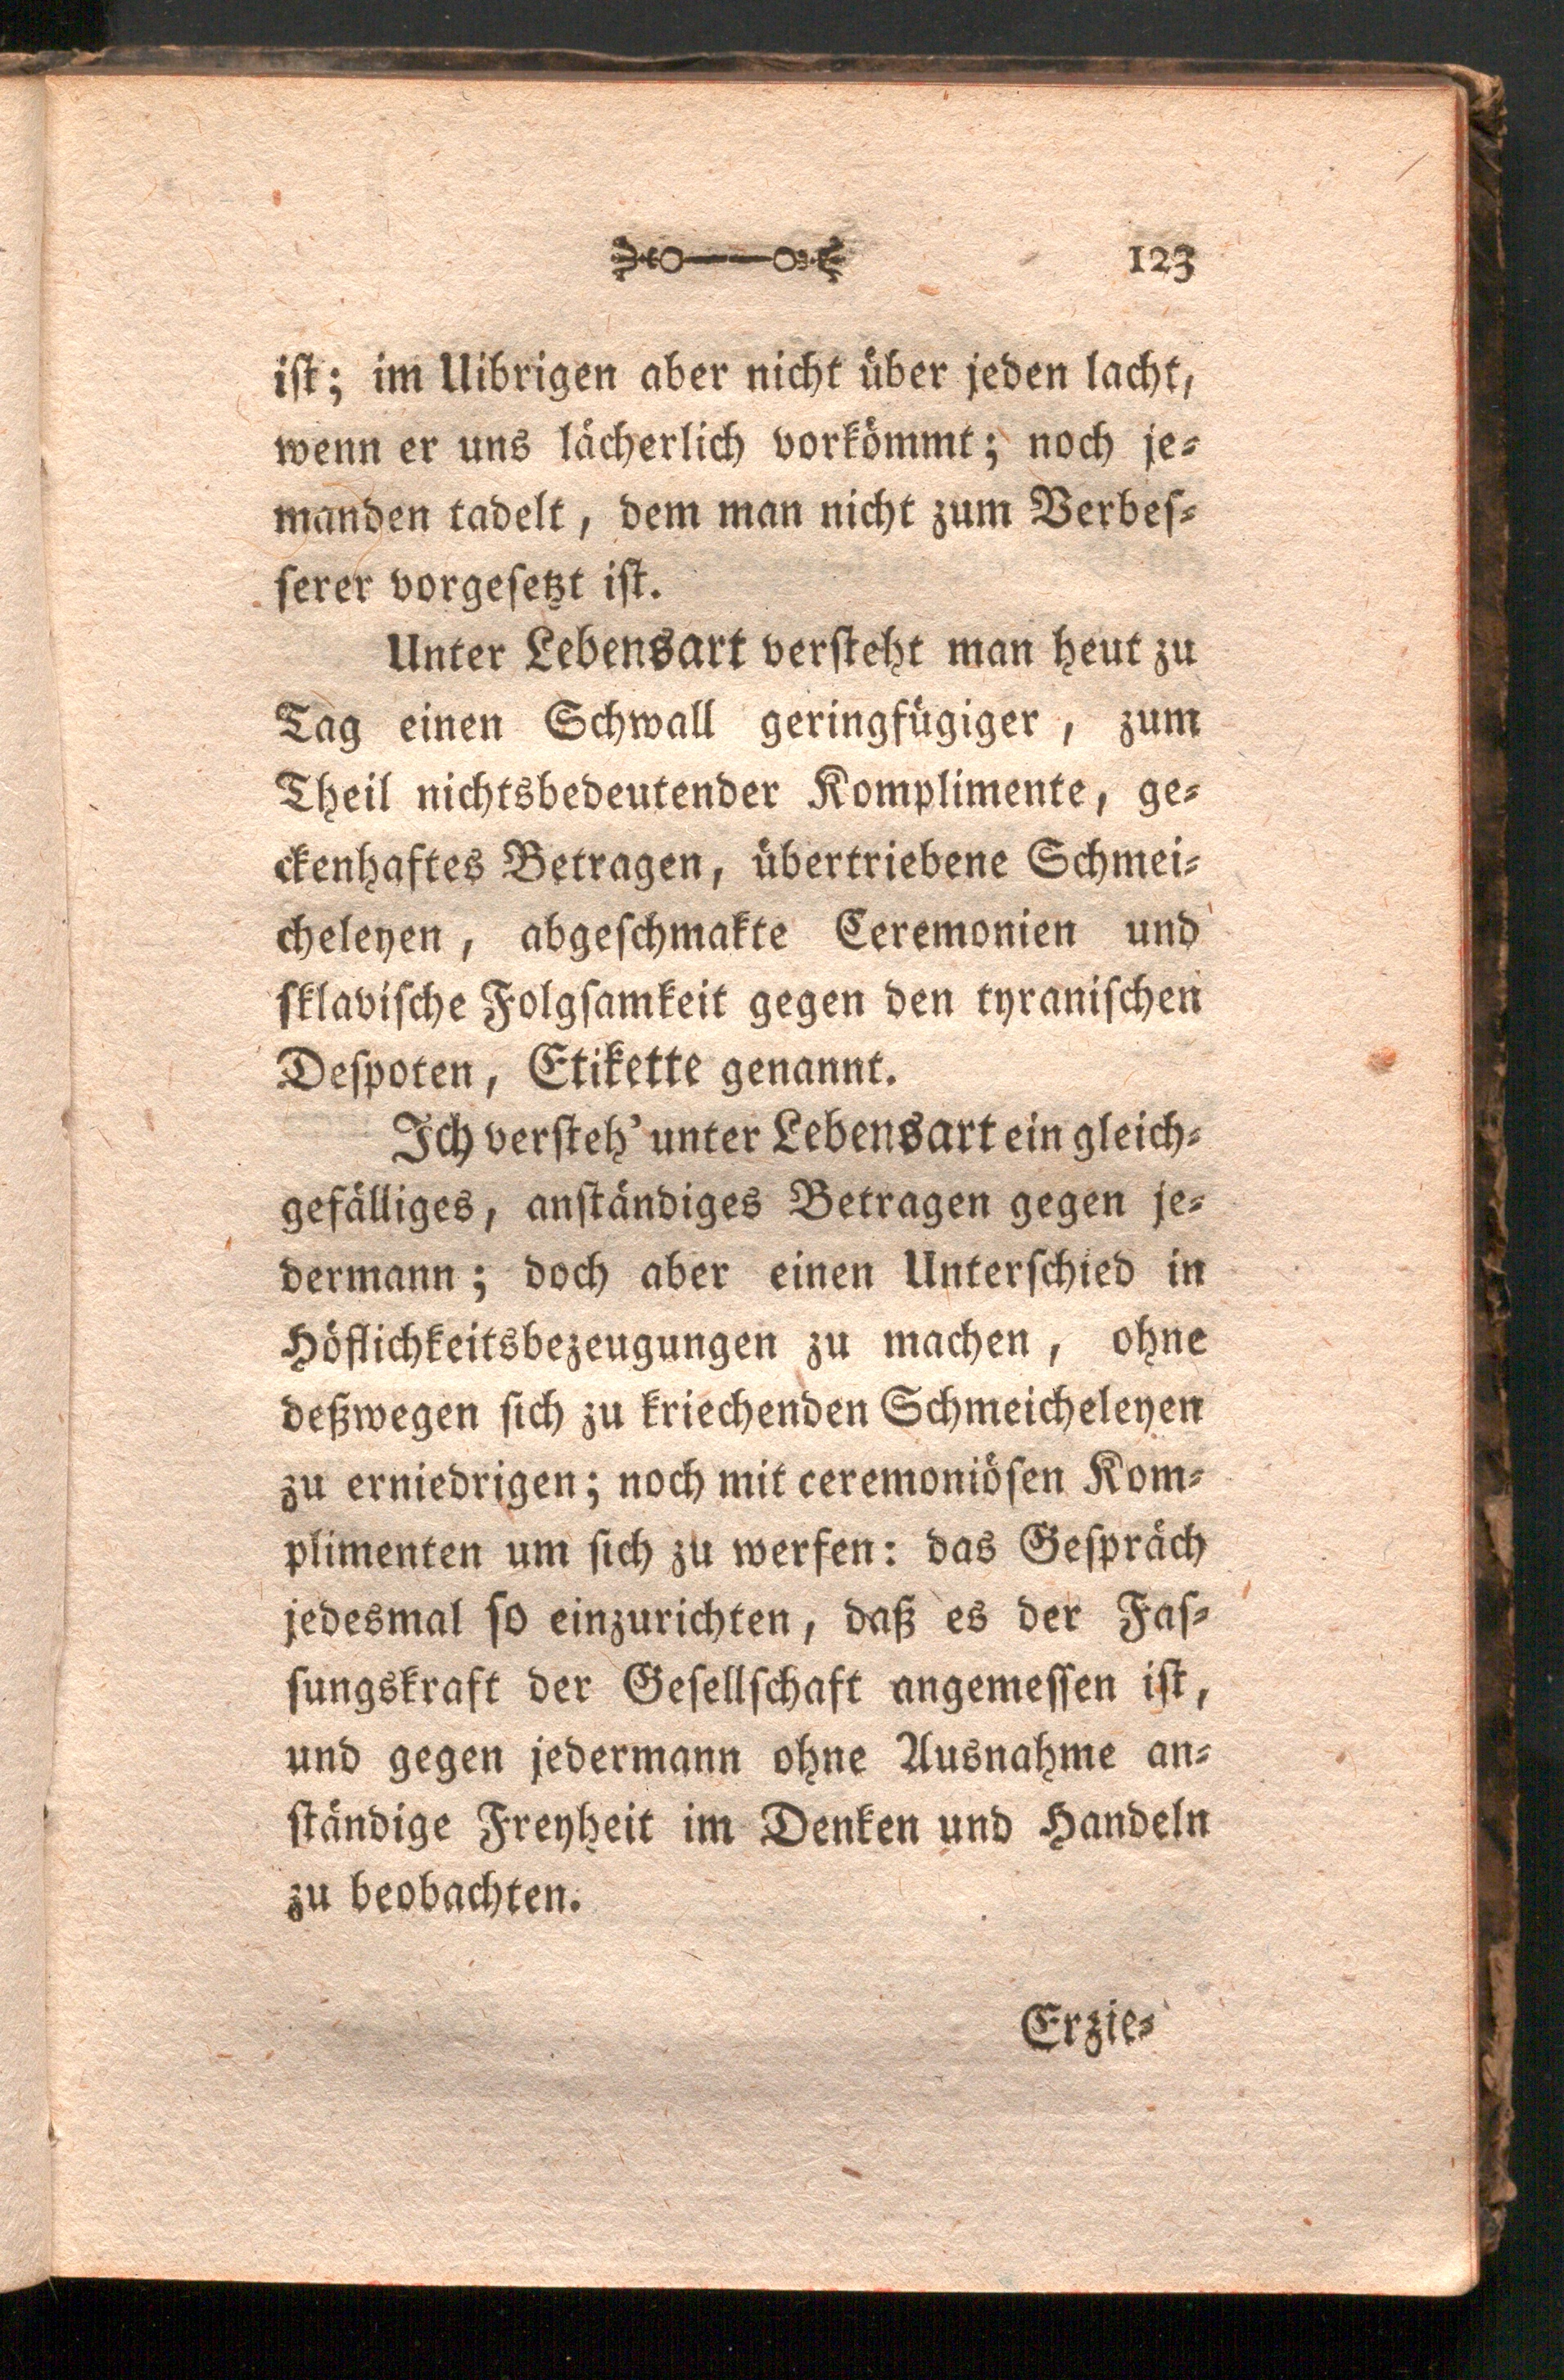 123
ist; im Uibrigen aber nicht über jeden lacht,
wenn er uns lächerlich vorkömmt; noch je⸗
manden tadelt, dem man nicht zum Verbeſ⸗
ſerer vorgeſetzt iſt.
Unter Lebensart verſteht man heut zu
Tag einen Schwall geringfügiger, zum
Theil nichtsbedeutender Komplimente, ge⸗
ckenhaftes Betragen, übertriebene Schmei⸗
cheleyen, abgeſchmakte Ceremonien und
ſklaviſche Folgſamkeit gegen den tyraniſchen
Deſpoten, Etikette genannt.
Ich verſteh' unter Lebensart ein gleich⸗
gefälliges, anſtändiges Betragen gegen je⸗
dermann; doch aber einen Unterſchied in
Höflichkeitsbezeugungen zu machen, ohne
deßwegen ſich zu kriechenden Schmeicheleyen
zu erniedrigen; noch mit ceremoniöſen Kom⸗
plimenten um ſich zu werfen: das Geſpräch
jedesmal ſo einzurichten, daß es der Faſ⸗
ſungskraft der Geſellſchaft angemeſſen iſt,
und gegen jedermann ohne Ausnahme an⸗
ſtändige Freyheit im Denken und Handeln
zu beobachten.
Erzie⸗